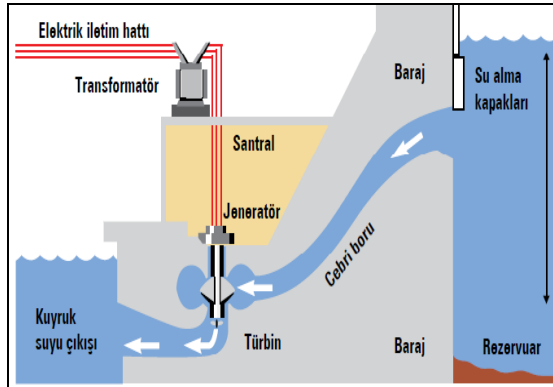 Elektrik iletim hattı
Transformatör
Baraj
Su alma
kapakları
Santral
Jeneratör
Cebri boru
Kuyruk
suyu çıkışı
Türbin
Baraj
Rezervuar